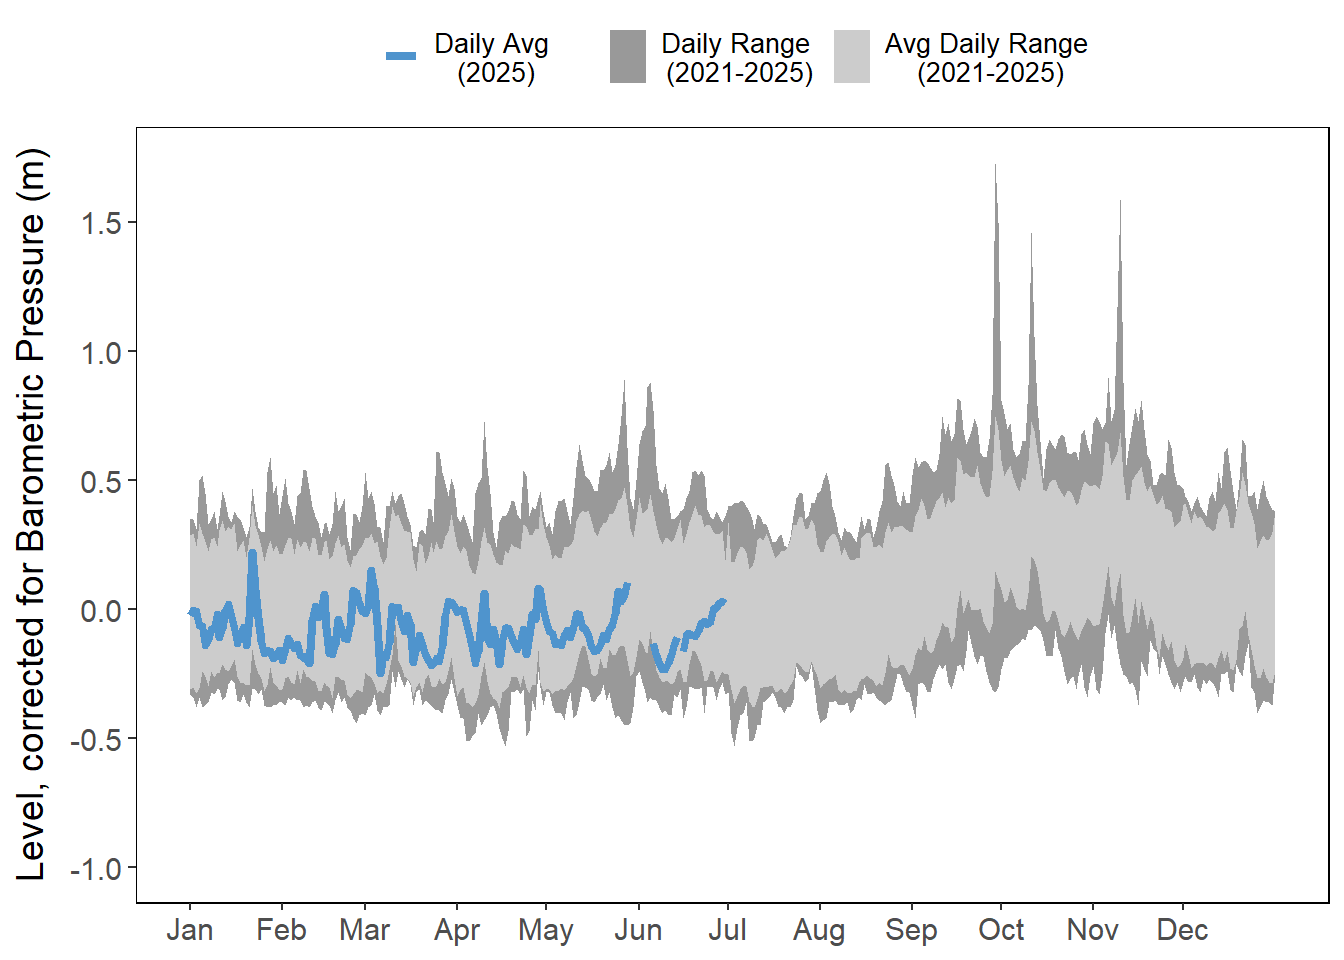 Daily Avg
(2025)
Daily Range
(2021-2025)
Avg Daily Range
(2021-2025)
Level, corrected for Barometric Pressure (m)
1.5
1.0
0.5
0.0
-0.5
-1.0
Jan Feb Mar Apr May Jun Jul Aug Sep Oct Nov Dec